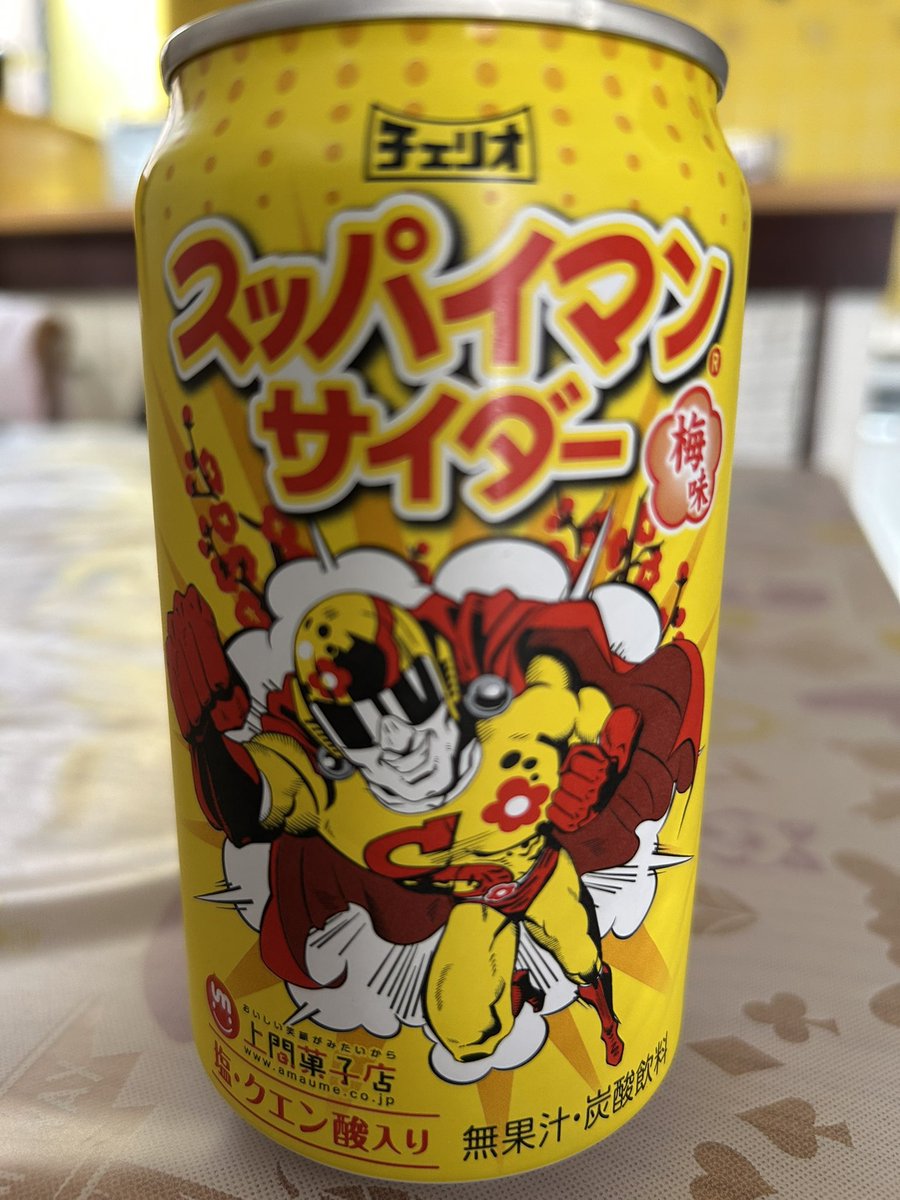 チェリオ
スッパイマン®
サイダー
梅味
S
おいしい笑顔がみたいから
上間菓子店
www.amaume.co.jp
塩・クエン酸入り
無果汁・炭酸飲料